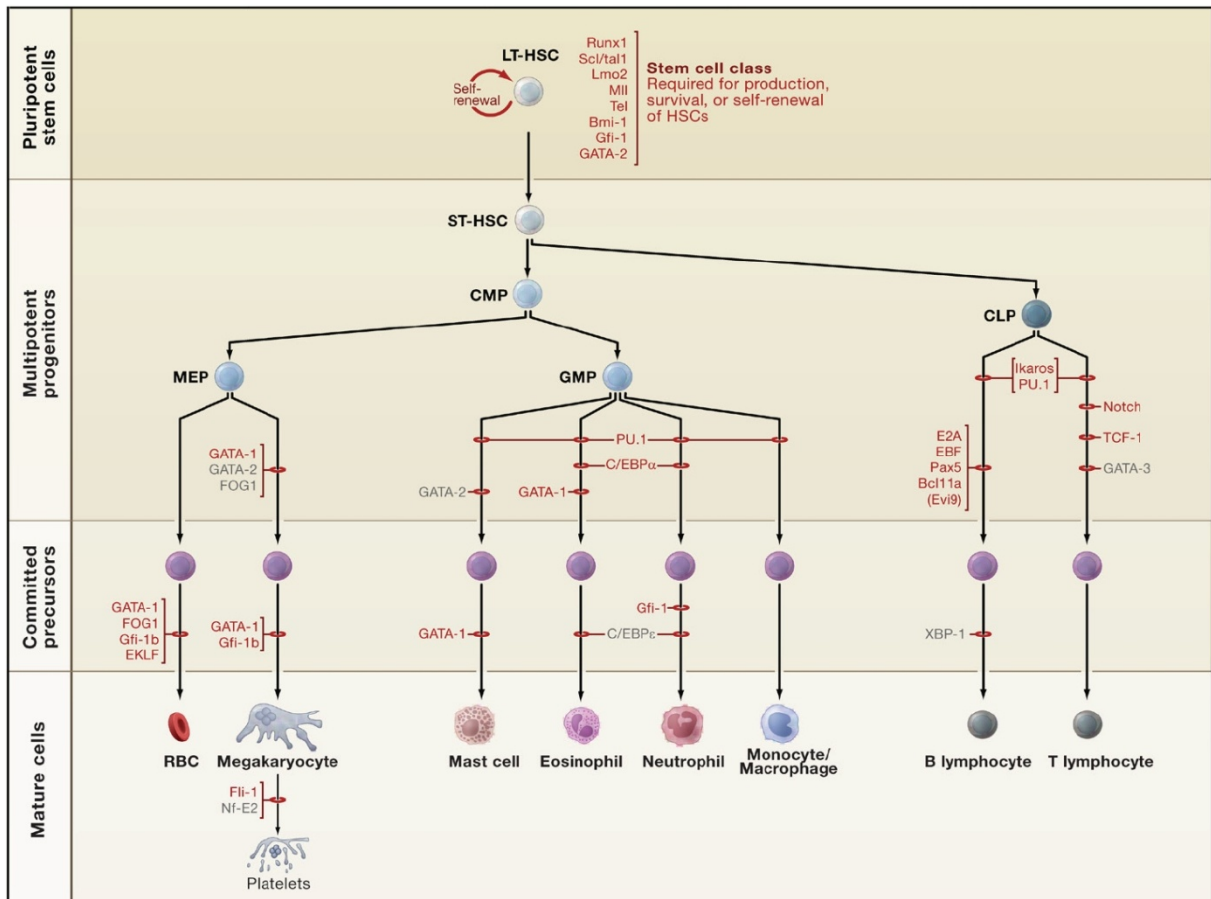 Pluripotent
stem cells
LT-HSC
Self-
renewal
Runx1
Scl/tal1
Lmo2
Mll
Tel
Bmi-1
Gfi-1
GATA-2
Stem cell class
Required for production,
survival, or self-renewal
of HSCs
Multipotent
progenitors
ST-HSC
CMP
CLP
MEP
GMP
Ikaros
PU.1
Notch
TCF-1
GATA-3
E2A
EBF
Pax5
Bcl11a
(Evi9)
GATA-1
GATA-2
FOG1
PU.1
C/EBPα
GATA-2
GATA-1
Committed
precursors
GATA-1
FOG1
Gfi-1b
EKLF
GATA-1
Gfi-1b
GATA-1
Gfi-1
C/EBPε
XBP-1
Mature cells
RBC
Megakaryocyte
Mast cell
Eosinophil
Neutrophil
Monocyte/
Macrophage
B lymphocyte
T lymphocyte
Fli-1
Nf-E2
Platelets